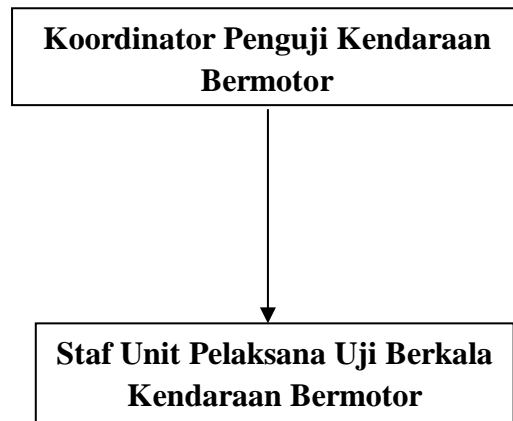 Koordinator Penguji Kendaraan
Bermotor
Staf Unit Pelaksana Uji Berkala
Kendaraan Bermotor